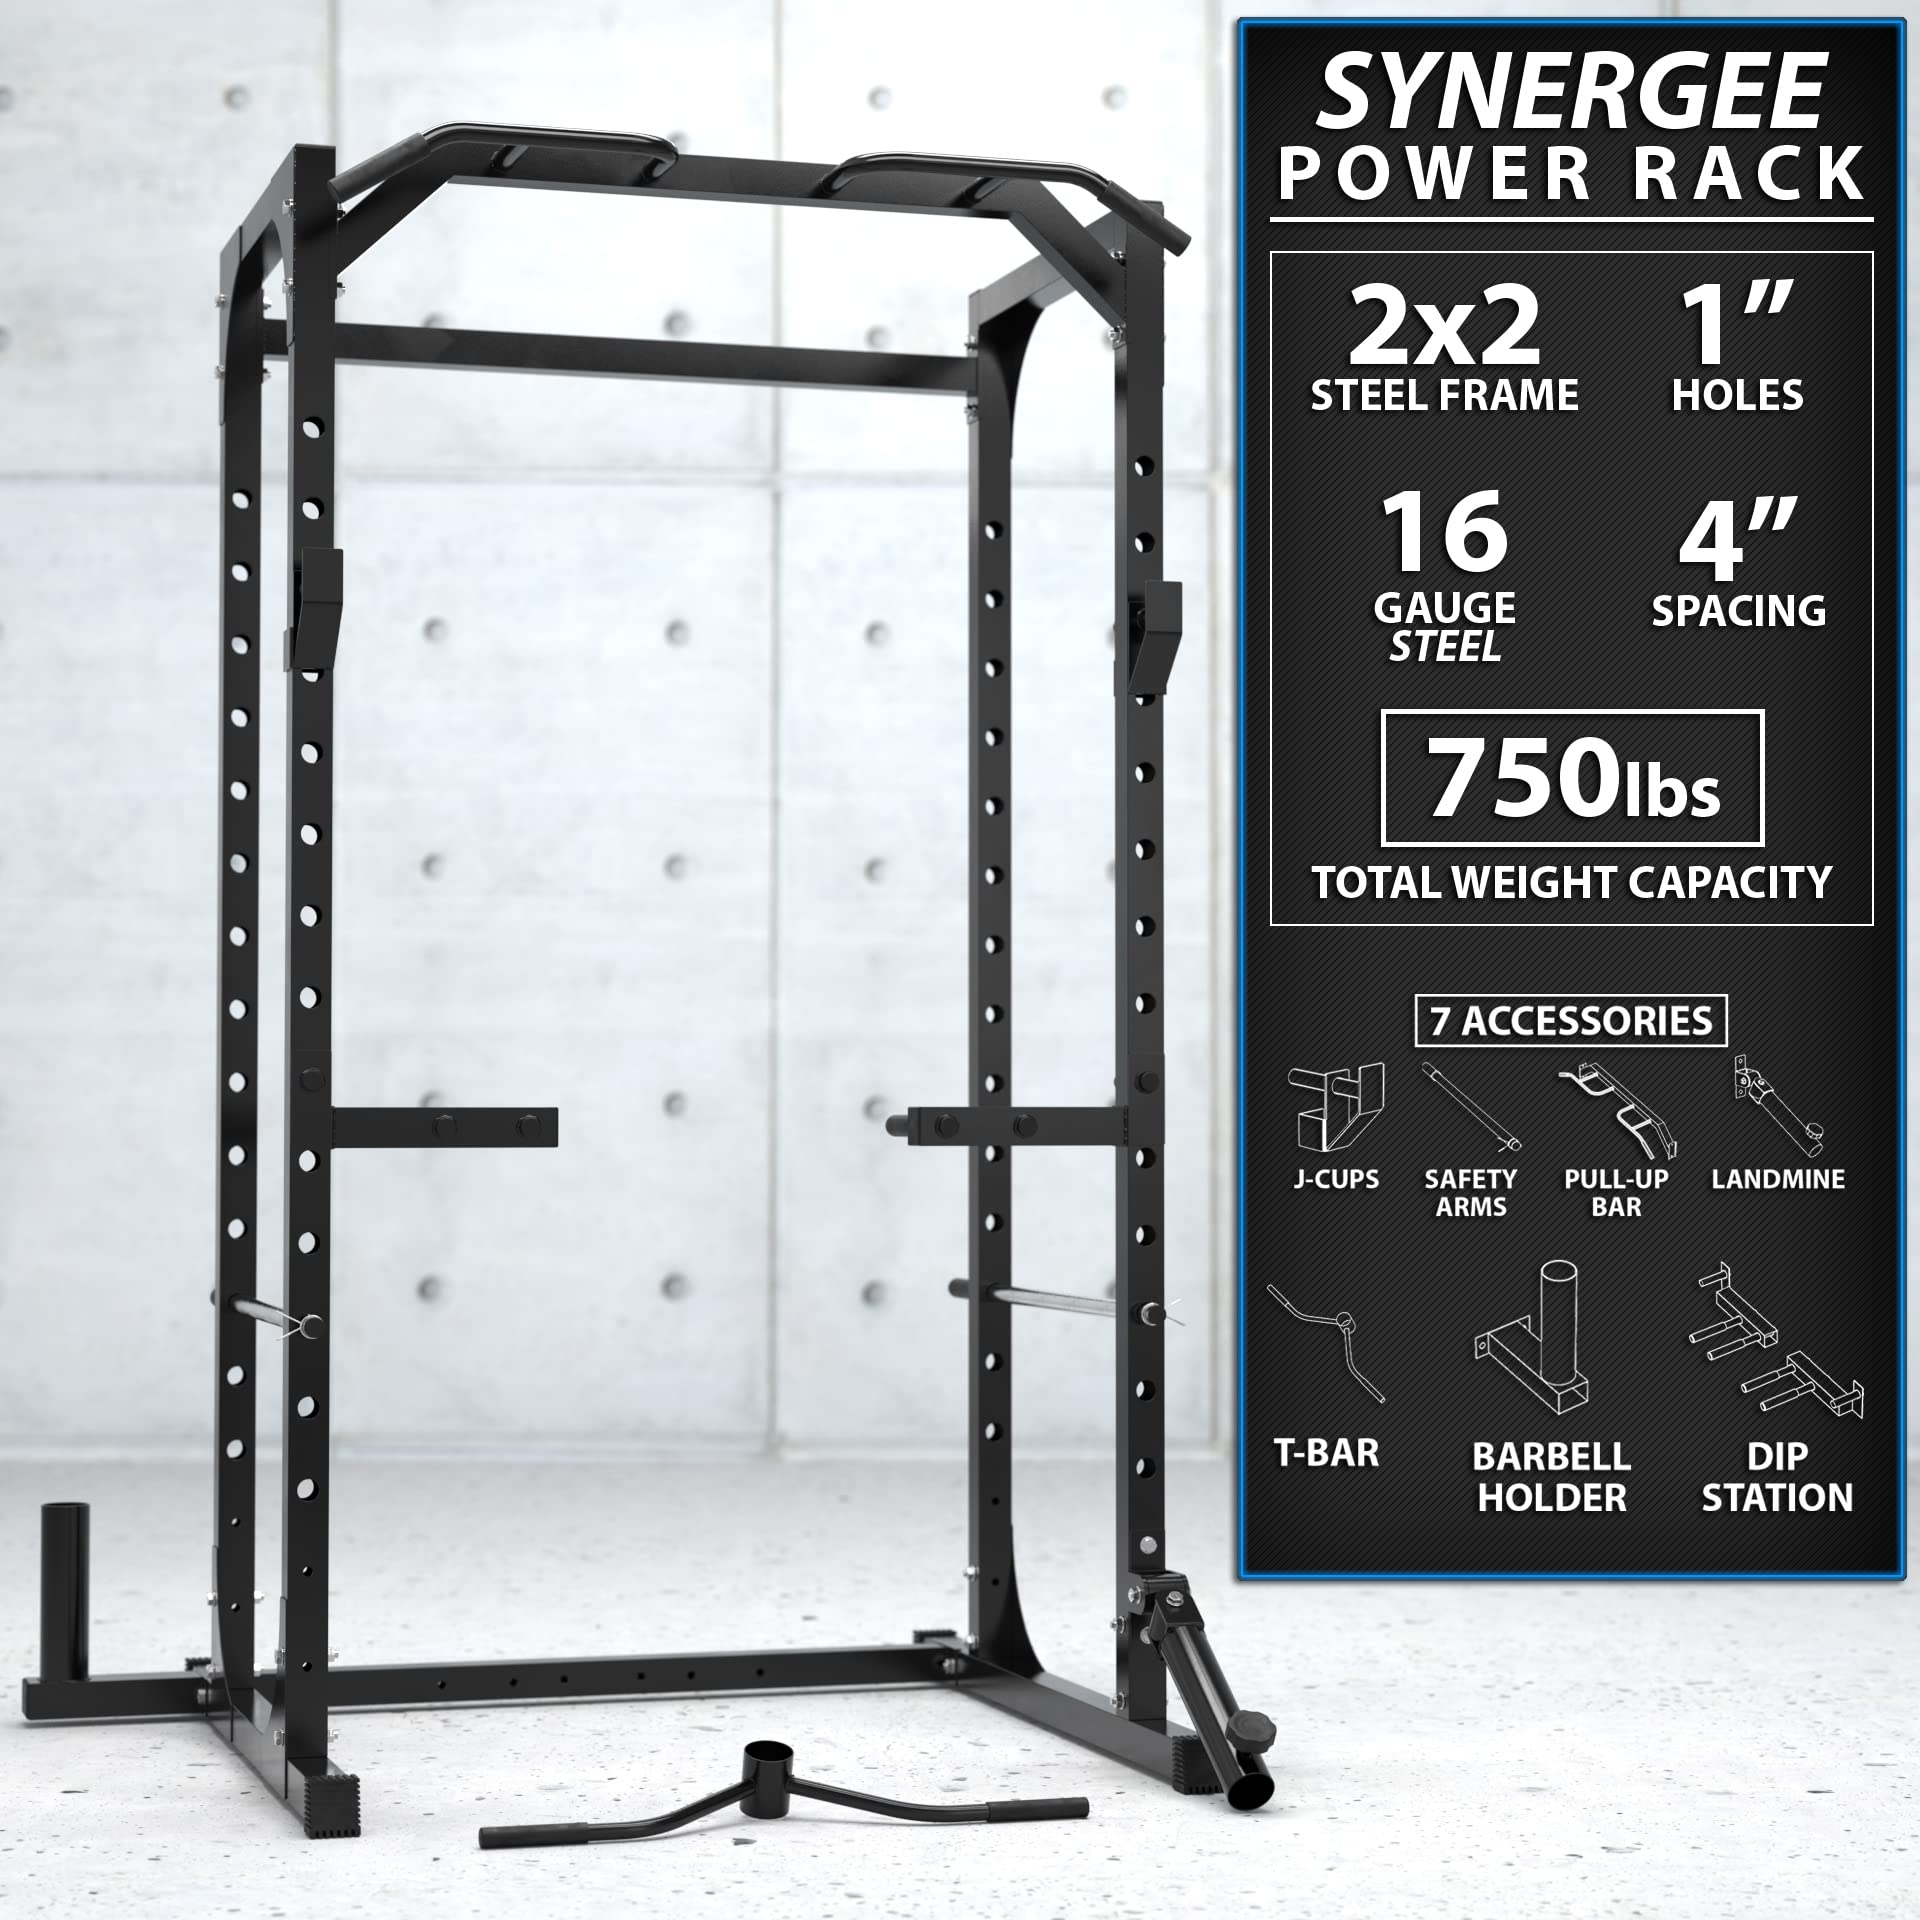 SYNERGEE
POWER RACK
2x2
STEEL FRAME
1”
HOLES
16
GAUGE
STEEL
4”
SPACING
750lbs
TOTAL WEIGHT CAPACITY
7 ACCESSORIES
J-CUPS
SAFETY
ARMS
PULL-UP
BAR
LANDMINE
T-BAR
BARBELL
HOLDER
DIP
STATION